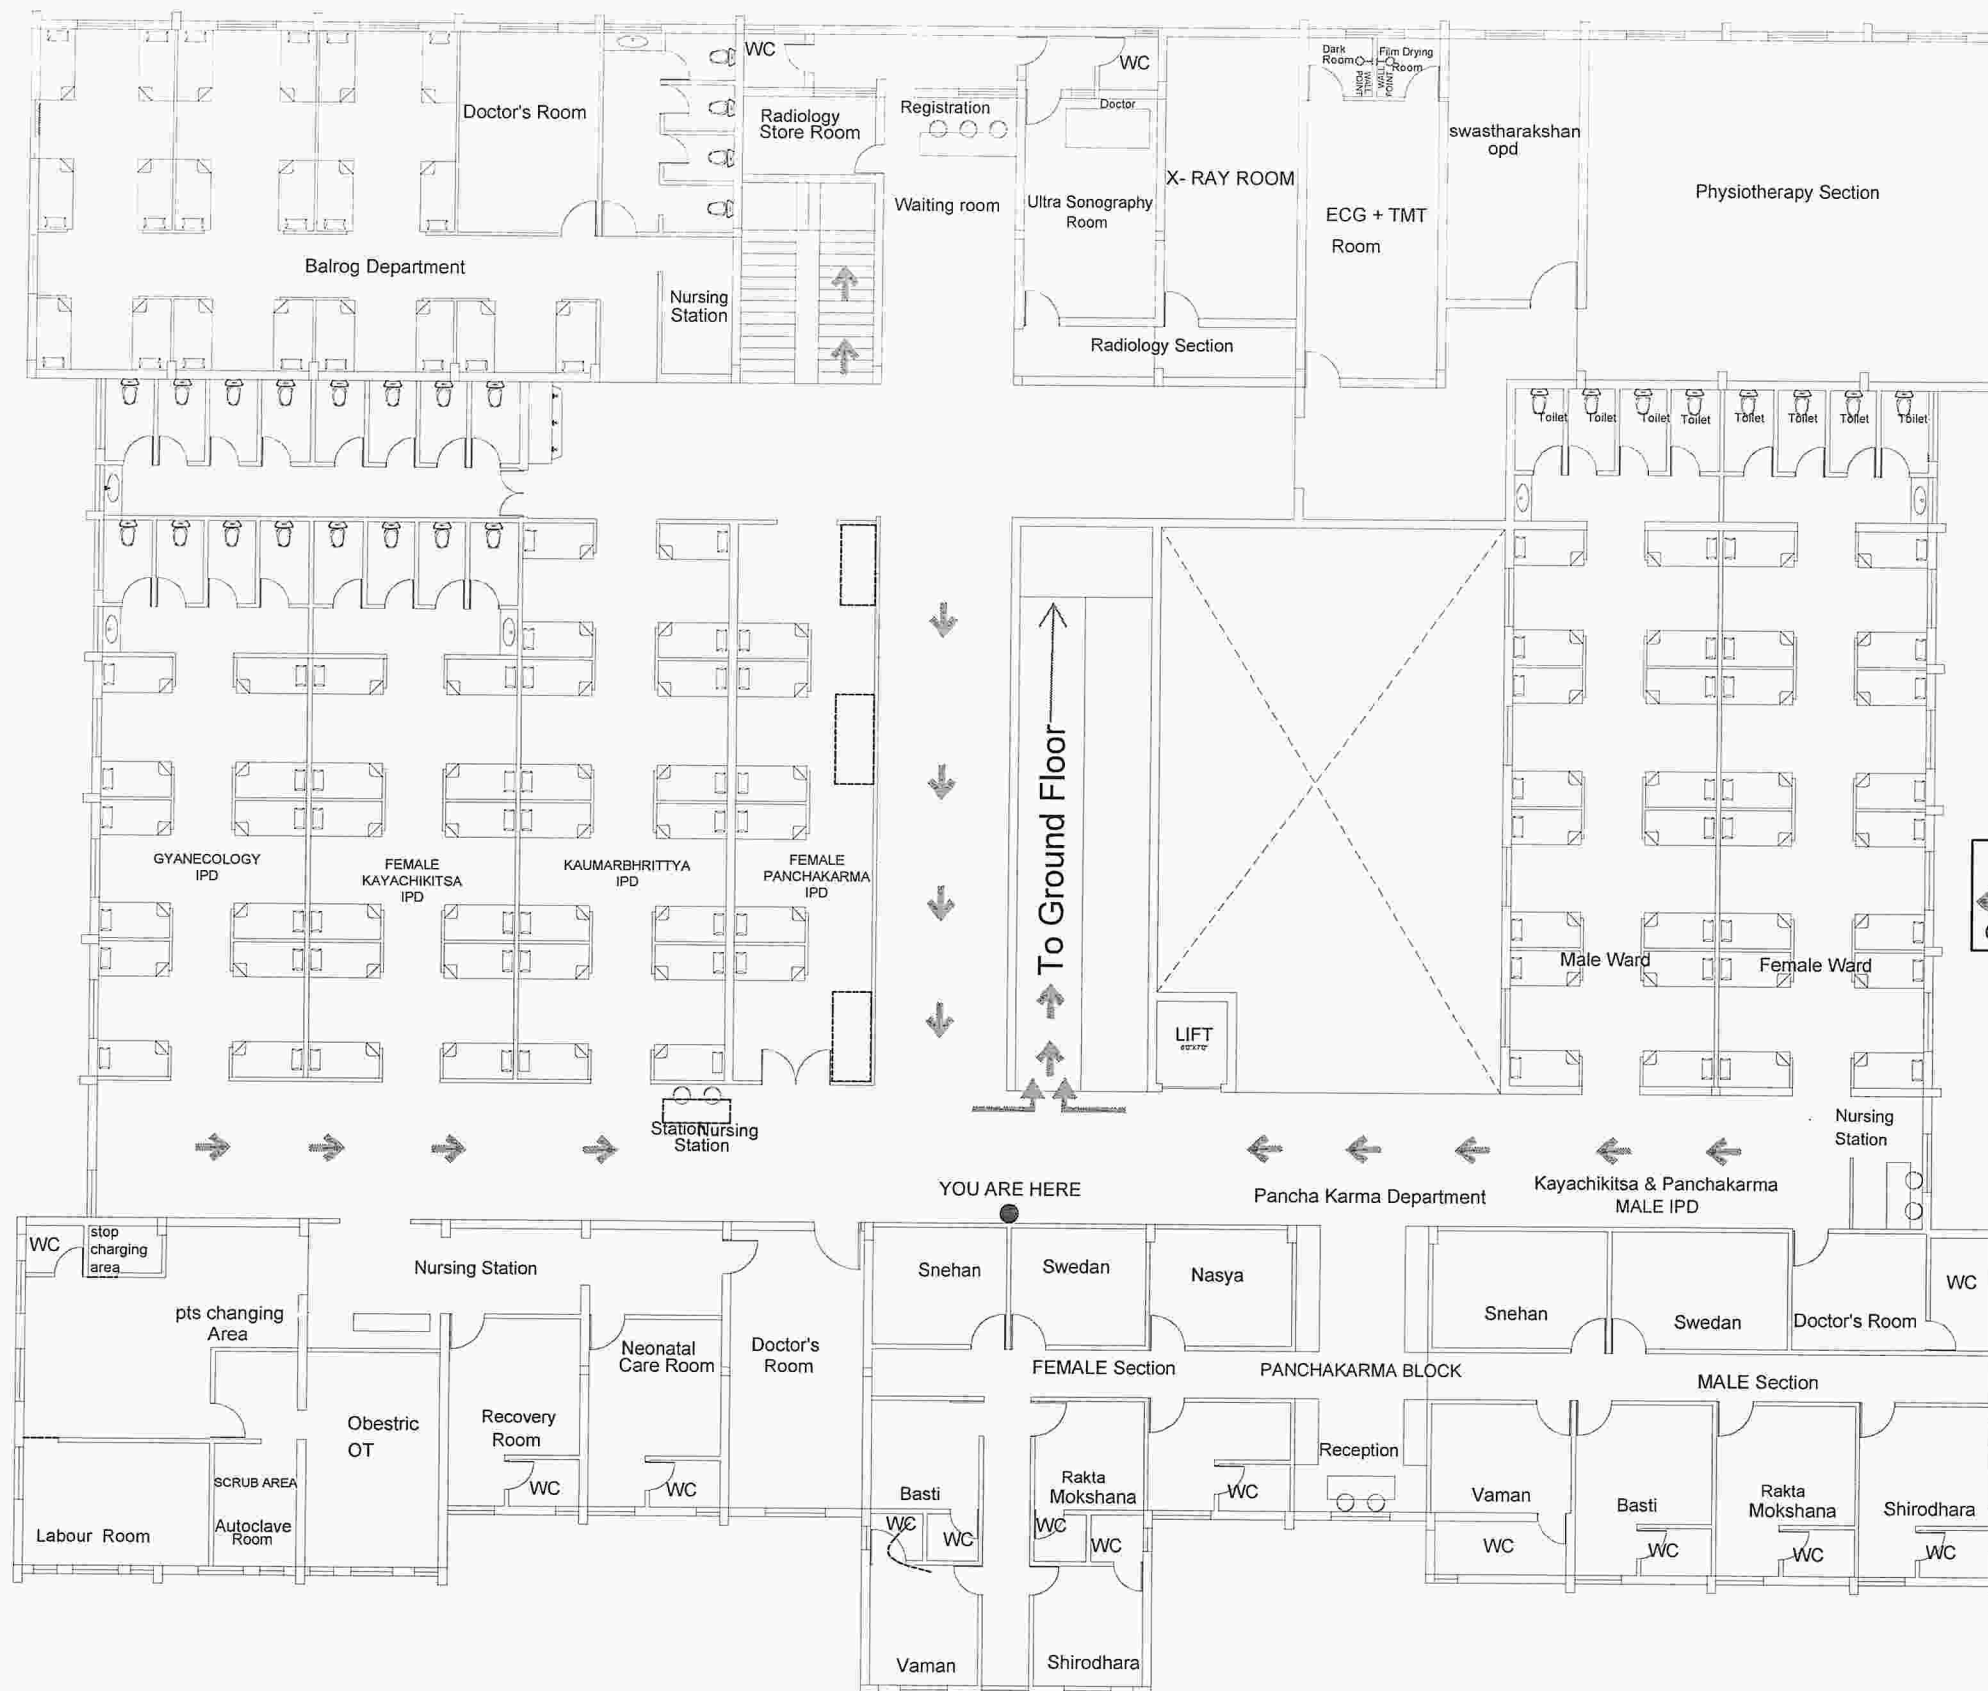 WC
WC
Dark
Room
Film Drying
Room
WALL
POINT
WALL
POINT
Doctor's Room
Radiology
Store Room
Registration
Doctor
swastharakshan
opd
X- RAY ROOM
Physiotherapy Section
Waiting room
Ultra Sonography
Room
ECG + TMT
Room
Balrog Department
Nursing
Station
Radiology Section
Toilet
Toilet
Toilet
Toilet
Toilet
Toilet
Toilet
Toilet
To Ground Floor
GYANECOLOGY
IPD
FEMALE
KAYACHIKITSA
IPD
KAUMARBHRITTYA
IPD
FEMALE
PANCHAKARMA
IPD
Male Ward
Female Ward
LIFT
Station
Nursing
Station
Nursing
Station
YOU ARE HERE
Pancha Karma Department
Kayachikitsa & Panchakarma
MALE IPD
WC
stop
charging
area
Nursing Station
Snehan
Swedan
Nasya
Snehan
Swedan
Doctor's Room
WC
pts changing
Area
Neonatal
Care Room
Doctor's
Room
FEMALE Section
PANCHAKARMA BLOCK
MALE Section
Obestric
OT
Recovery
Room
Reception
SCRUB AREA
WC
WC
Basti
Rakta
Mokshana
WC
Vaman
Basti
Rakta
Mokshana
Shirodhara
Labour Room
Autoclave
Room
WC
WC
WC
WC
WC
WC
WC
WC
Vaman
Shirodhara